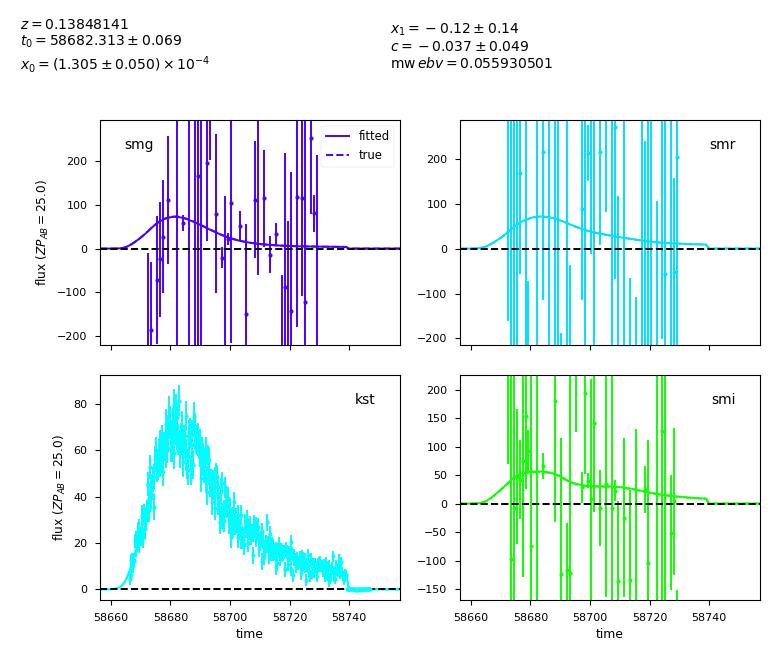 z = 0.13848141
t₀ = 58682.313 ± 0.069
x₀ = (1.305 ± 0.050) × 10⁻⁴
x₁ = −0.12 ± 0.14
c = −0.037 ± 0.049
mw ebv = 0.055930501
smg
fitted
true
flux (ZP_AB = 25.0)
200
100
0
−100
−200
smr
200
100
0
−100
−200
kst
flux (ZP_AB = 25.0)
80
60
40
20
0
58660 58680 58700 58720 58740
time
smi
200
150
100
50
0
−50
−100
−150
58660 58680 58700 58720 58740
time